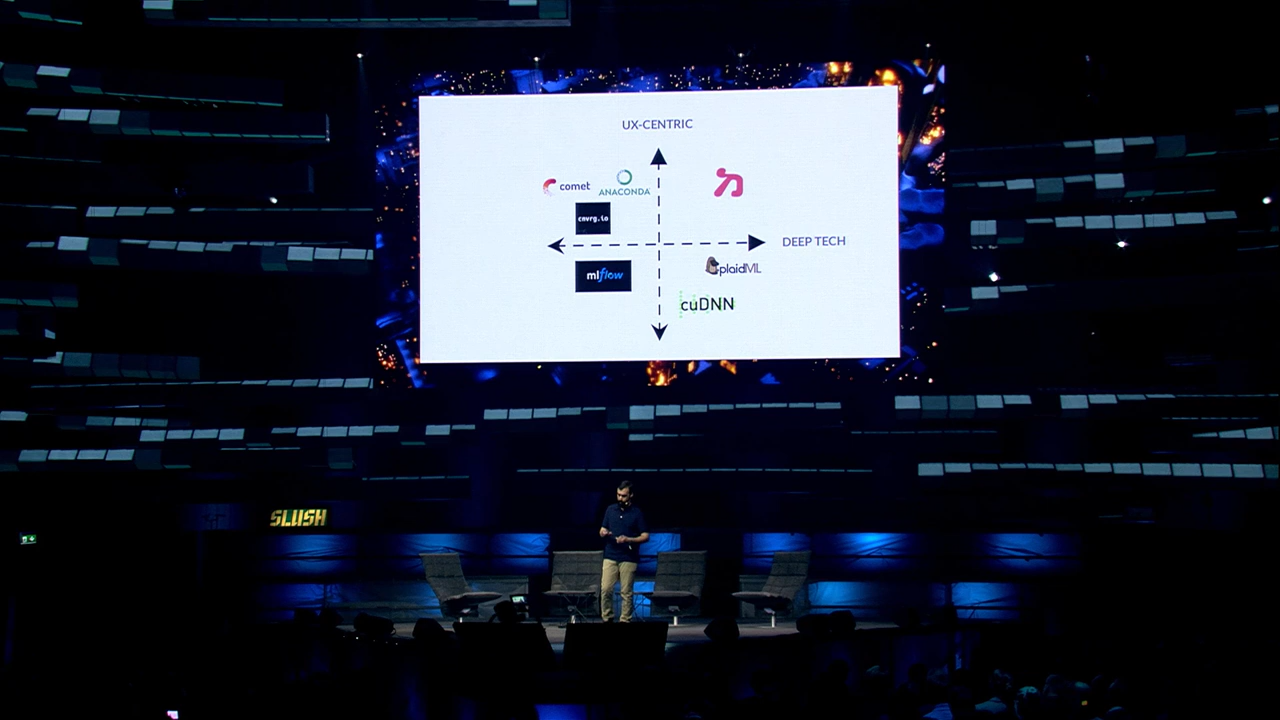 UX-CENTRIC
comet
ANACONDA
cnvrg.io
DEEP TECH
mlflow
plaidML
cuDNN
SLUSH